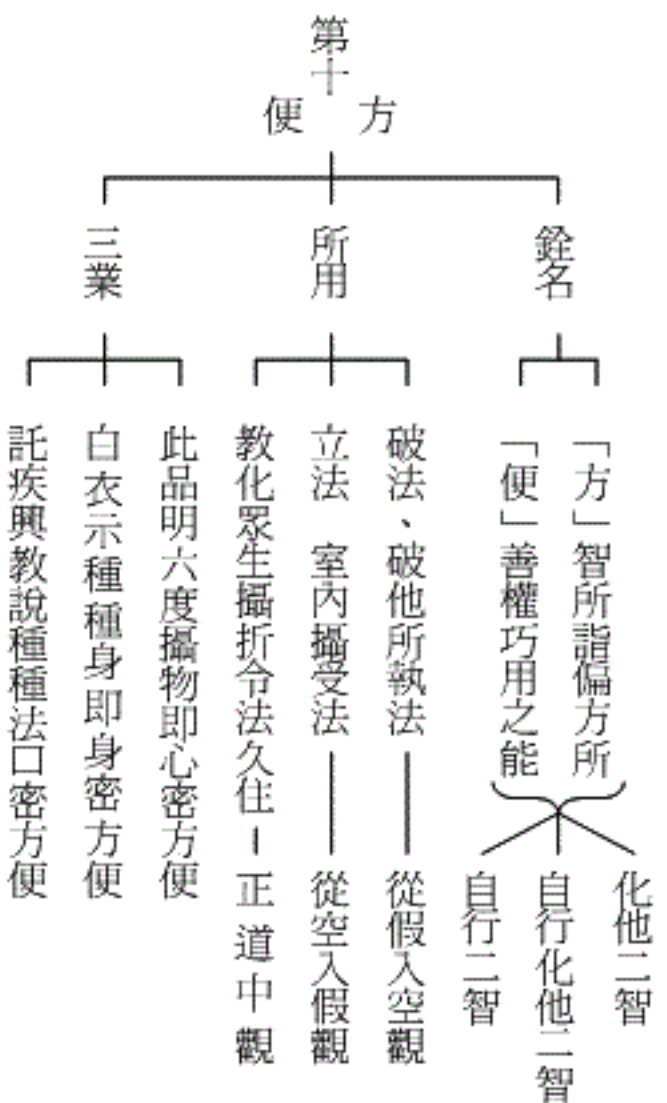 第十
方便
銓名
「方」智所詣偏方所
「便」善權巧用之能
化他二智
自行化他二智
自行二智
所用
破法、破他所執法
從假入空觀
立法 室內攝受法
從空入假觀
教化眾生攝折令法久住
正道中觀
三業
此品明六度攝物即心密方便
白衣示種種身即身密方便
託疾興教說種種法口密方便